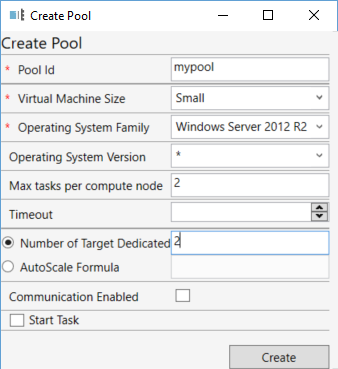 Create Pool
Create Pool
* Pool Id mypool
* Virtual Machine Size Small
* Operating System Family Windows Server 2012 R2
Operating System Version *
Max tasks per compute node 2
Timeout
Number of Target Dedicated 2
AutoScale Formula
Communication Enabled
Start Task
Create